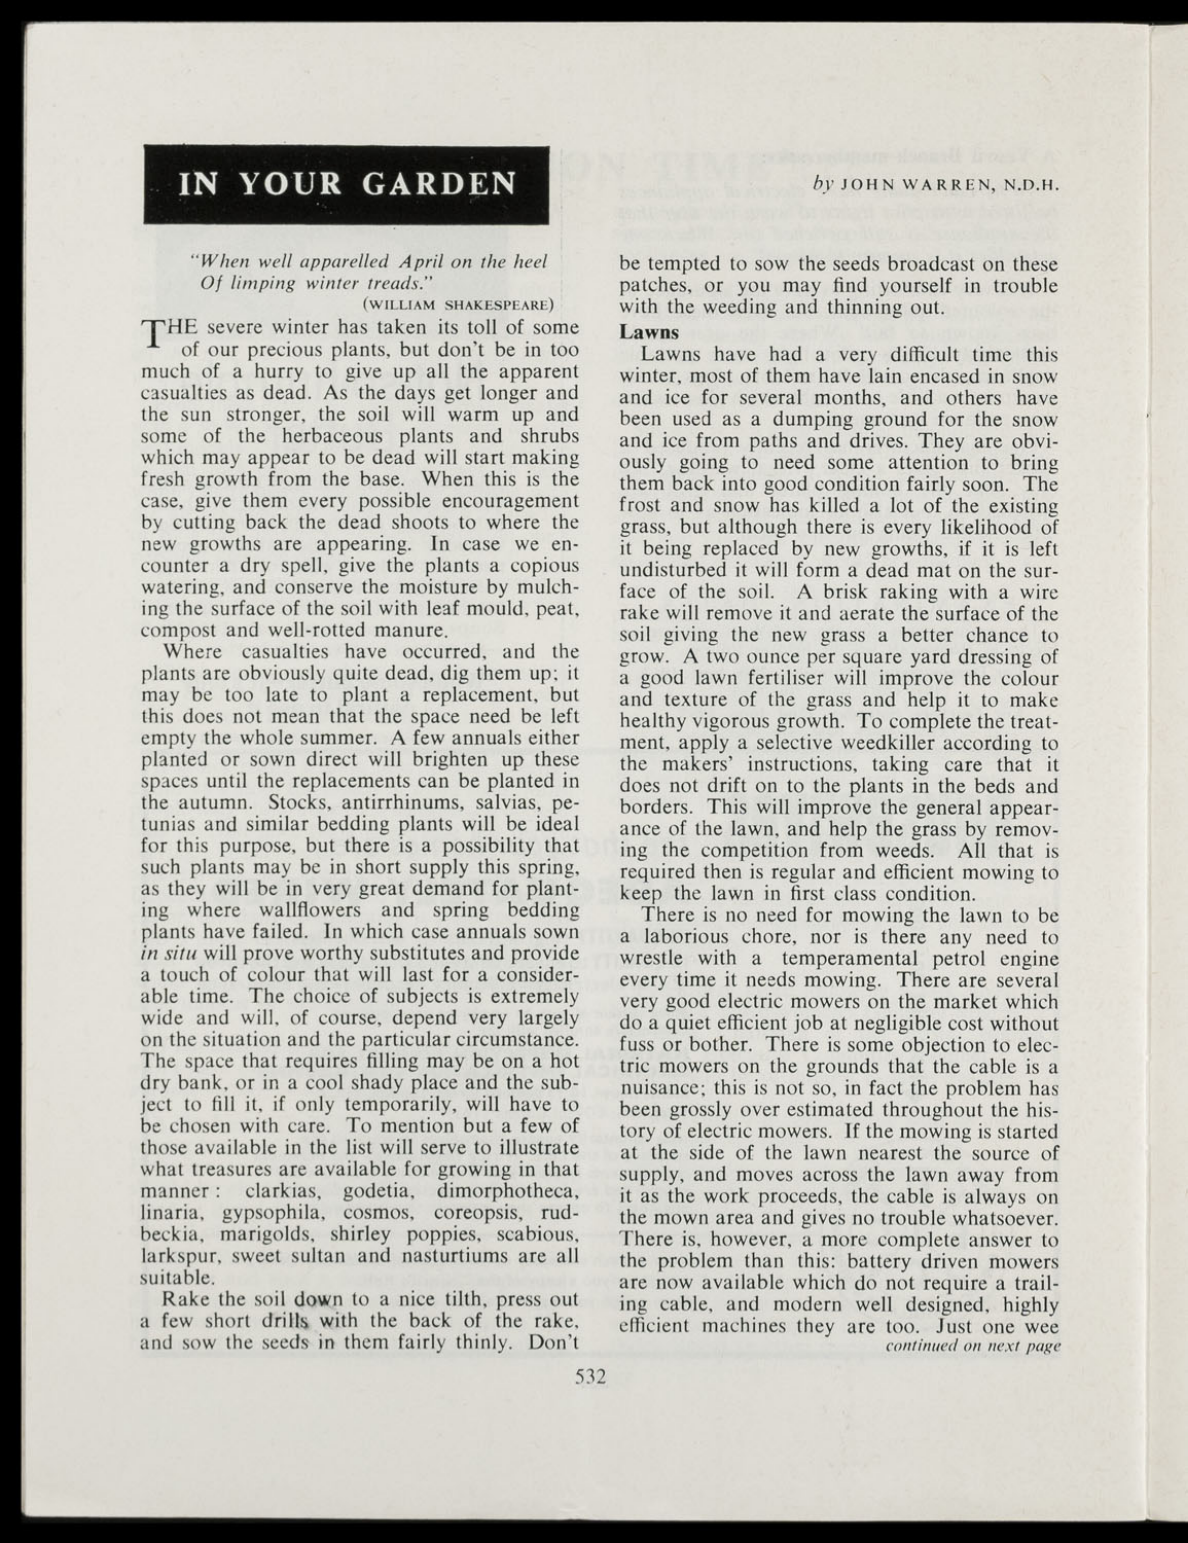 IN YOUR GARDEN
by JOHN WARREN, N.D.H.
"When well apparelled April on the heel
Of limping winter treads."
(WILLIAM SHAKESPEARE)
THE severe winter has taken its toll of some
of our precious plants, but don't be in too
much of a hurry to give up all the apparent
casualties as dead. As the days get longer and
the sun stronger, the soil will warm up and
some of the herbaceous plants and shrubs
which may appear to be dead will start making
fresh growth from the base. When this is the
case, give them every possible encouragement
by cutting back the dead shoots to where the
new growths are appearing. In case we en-
counter a dry spell, give the plants a copious
watering, and conserve the moisture by mulch-
ing the surface of the soil with leaf mould, peat,
compost and well-rotted manure.
Where casualties have occurred, and the
plants are obviously quite dead, dig them up; it
may be too late to plant a replacement, but
this does not mean that the space need be left
empty the whole summer. A few annuals either
planted or sown direct will brighten up these
spaces until the replacements can be planted in
the autumn. Stocks, antirrhinums, salvias, pe-
tunias and similar bedding plants will be ideal
for this purpose, but there is a possibility that
such plants may be in short supply this spring,
as they will be in very great demand for plant-
ing where wallflowers and spring bedding
plants have failed. In which case annuals sown
in situ will prove worthy substitutes and provide
a touch of colour that will last for a consider-
able time. The choice of subjects is extremely
wide and will, of course, depend very largely
on the situation and the particular circumstance.
The space that requires filling may be on a hot
dry bank, or in a cool shady place and the sub-
ject to fill it, if only temporarily, will have to
be chosen with care. To mention but a few of
those available in the list will serve to illustrate
what treasures are available for growing in that
manner : clarkias, godetia, dimorphotheca,
linaria, gypsophila, cosmos, coreopsis, rud-
beckia, marigolds, shirley poppies, scabious,
larkspur, sweet sultan and nasturtiums are all
suitable.
Rake the soil down to a nice tilth, press out
a few short drills with the back of the rake,
and sow the seeds in them fairly thinly. Don't
be tempted to sow the seeds broadcast on these
patches, or you may find yourself in trouble
with the weeding and thinning out.
Lawns
Lawns have had a very difficult time this
winter, most of them have lain encased in snow
and ice for several months, and others have
been used as a dumping ground for the snow
and ice from paths and drives. They are obvi-
ously going to need some attention to bring
them back into good condition fairly soon. The
frost and snow has killed a lot of the existing
grass, but although there is every likelihood of
it being replaced by new growths, if it is left
undisturbed it will form a dead mat on the sur-
face of the soil. A brisk raking with a wire
rake will remove it and aerate the surface of the
soil giving the new grass a better chance to
grow. A two ounce per square yard dressing of
a good lawn fertiliser will improve the colour
and texture of the grass and help it to make
healthy vigorous growth. To complete the treat-
ment, apply a selective weedkiller according to
the makers' instructions, taking care that it
does not drift on to the plants in the beds and
borders. This will improve the general appear-
ance of the lawn, and help the grass by remov-
ing the competition from weeds. All that is
required then is regular and efficient mowing to
keep the lawn in first class condition.
There is no need for mowing the lawn to be
a laborious chore, nor is there any need to
wrestle with a temperamental petrol engine
every time it needs mowing. There are several
very good electric mowers on the market which
do a quiet efficient job at negligible cost without
fuss or bother. There is some objection to elec-
tric mowers on the grounds that the cable is a
nuisance; this is not so, in fact the problem has
been grossly over estimated throughout the his-
tory of electric mowers. If the mowing is started
at the side of the lawn nearest the source of
supply, and moves across the lawn away from
it as the work proceeds, the cable is always on
the mown area and gives no trouble whatsoever.
There is, however, a more complete answer to
the problem than this: battery driven mowers
are now available which do not require a trail-
ing cable, and modern well designed, highly
efficient machines they are too. Just one wee
continued on next page
532